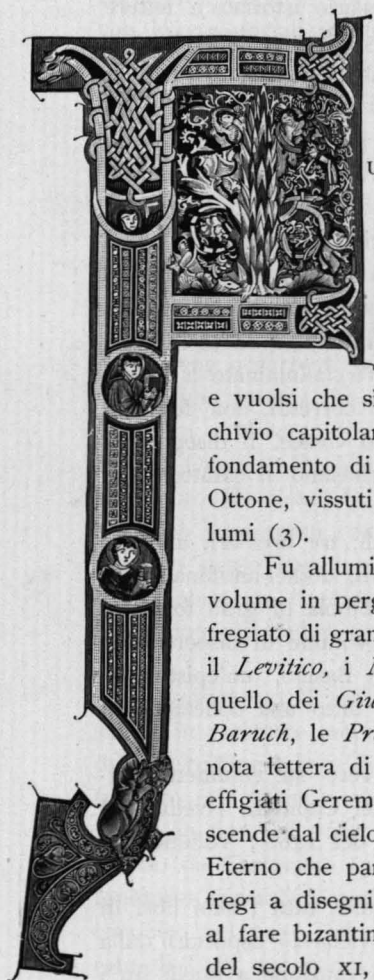 U
e vuolsi che s
chivio capitolar
fondamento di
Ottone, vissuti
lumi (3).
Fu allumi
volume in perg
fregiato di gran
il Levitico, i
quello dei Giu
Baruch, le Pr
nota lettera di
effigiati Gerem
scende dal cielo
Eterno che par
fregi a disegni
al fare bizantin
del secolo XI,